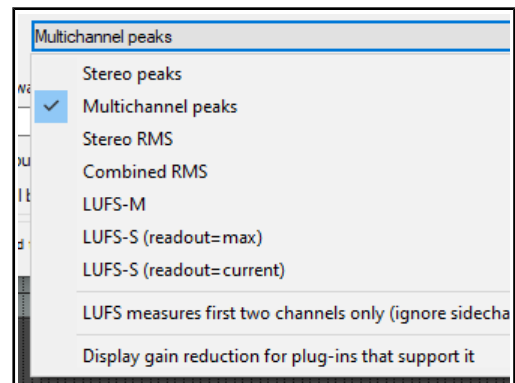 Multichannel peaks
Stereo peaks
Multichannel peaks
Stereo RMS
Combined RMS
LUFS-M
LUFS-S (readout=max)
LUFS-S (readout=current)
LUFS measures first two channels only (ignore sidecha
Display gain reduction for plug-ins that support it